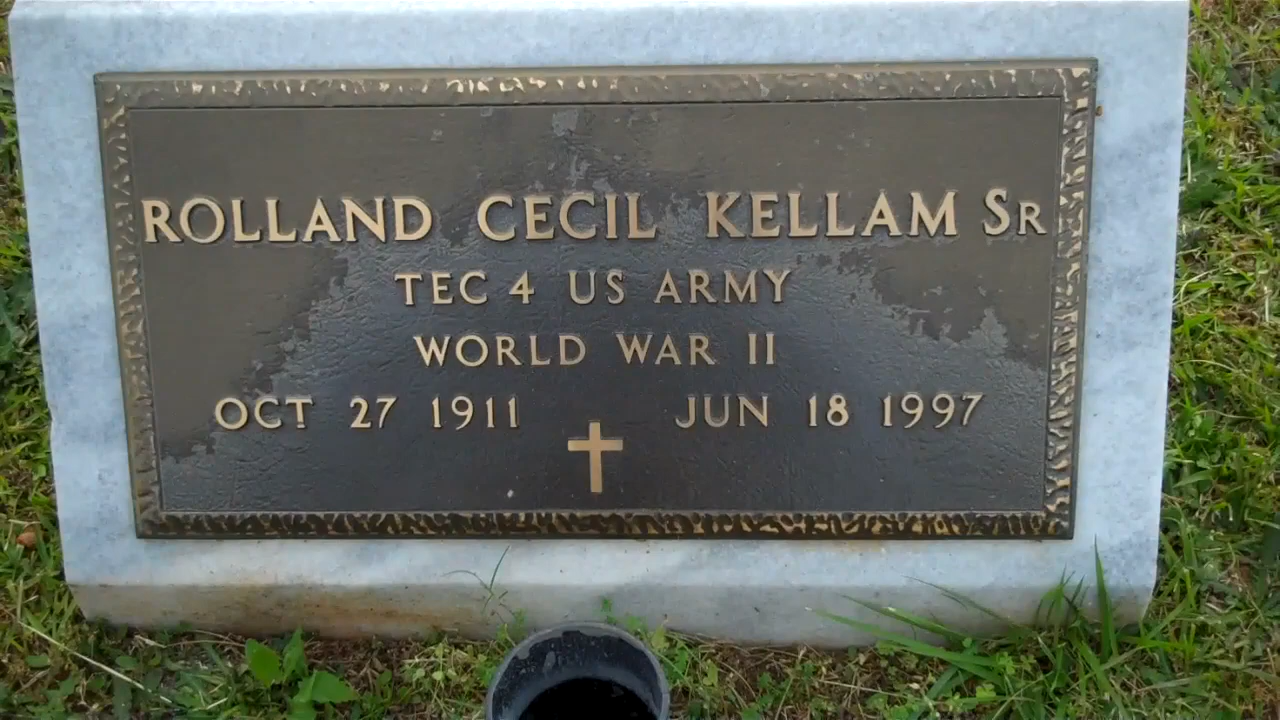 ROLLAND CECIL KELLAM SR
TEC 4 US ARMY
WORLD WAR II
OCT 27 1911 JUN 18 1997